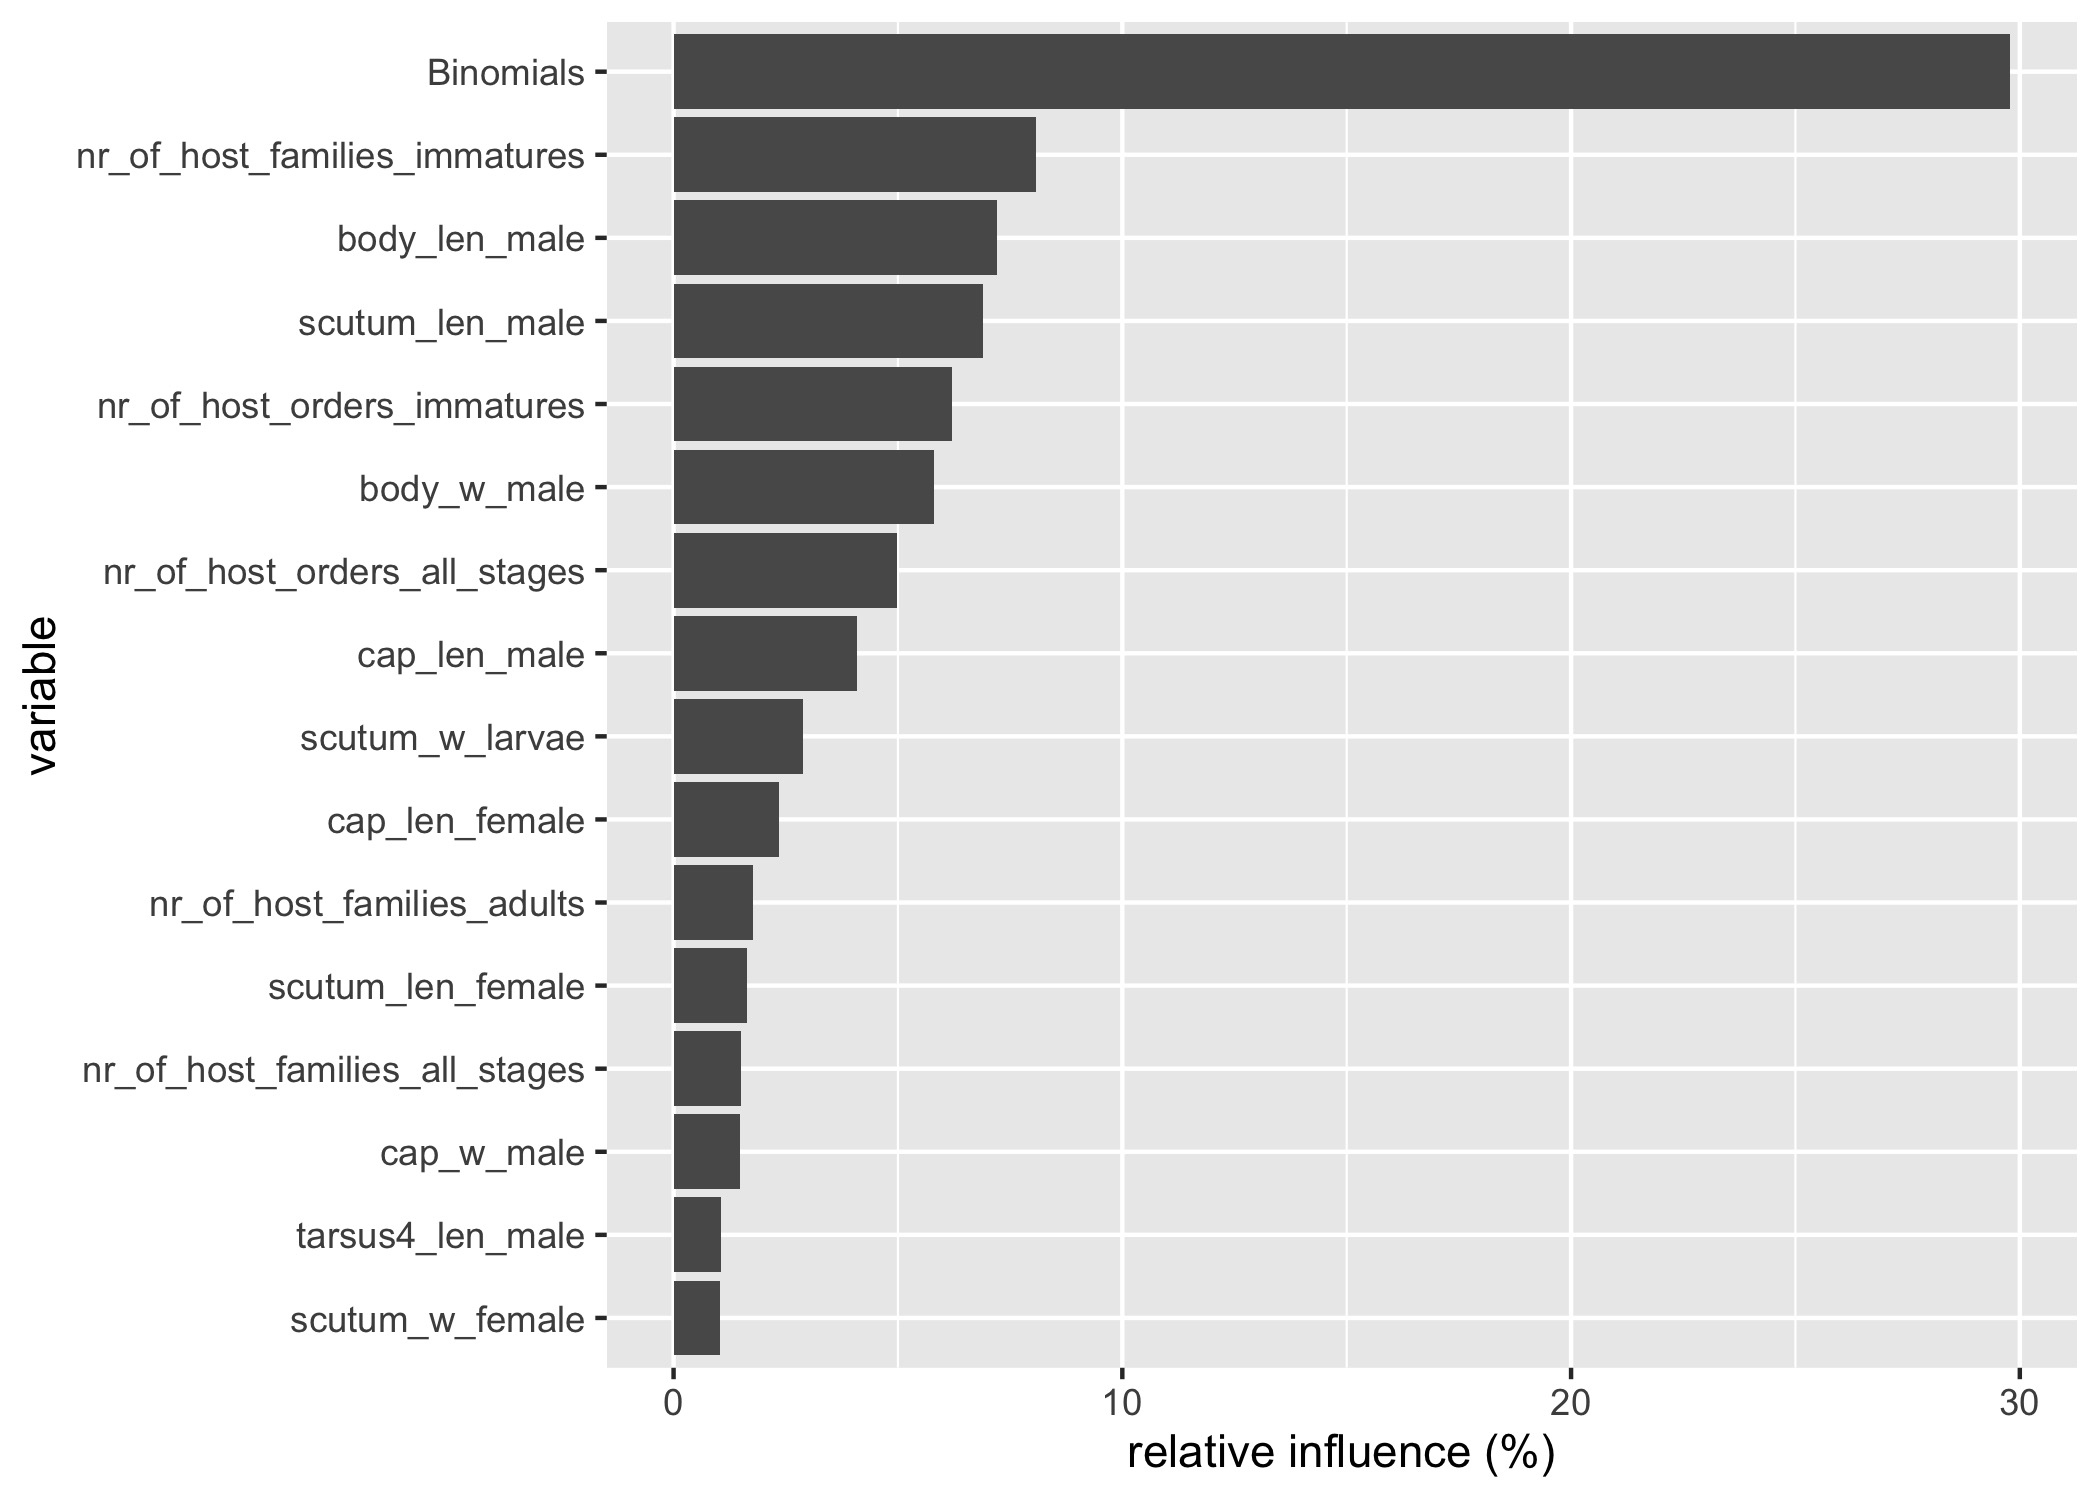 variable
Binomials
nr_of_host_families_immatures
body_len_male
scutum_len_male
nr_of_host_orders_immatures
body_w_male
nr_of_host_orders_all_stages
cap_len_male
scutum_w_larvae
cap_len_female
nr_of_host_families_adults
scutum_len_female
nr_of_host_families_all_stages
cap_w_male
tarsus4_len_male
scutum_w_female
0 10 20 30
relative influence (%)